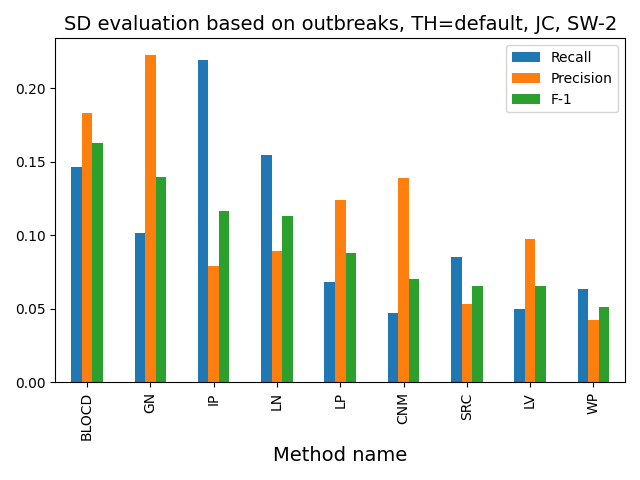 SD evaluation based on outbreaks, TH=default, JC, SW-2
Recall
Precision
F-1
0.20
0.15
0.10
0.05
0.00
BLOCD
GN
IP
LN
LP
CNM
SRC
LV
WP
Method name